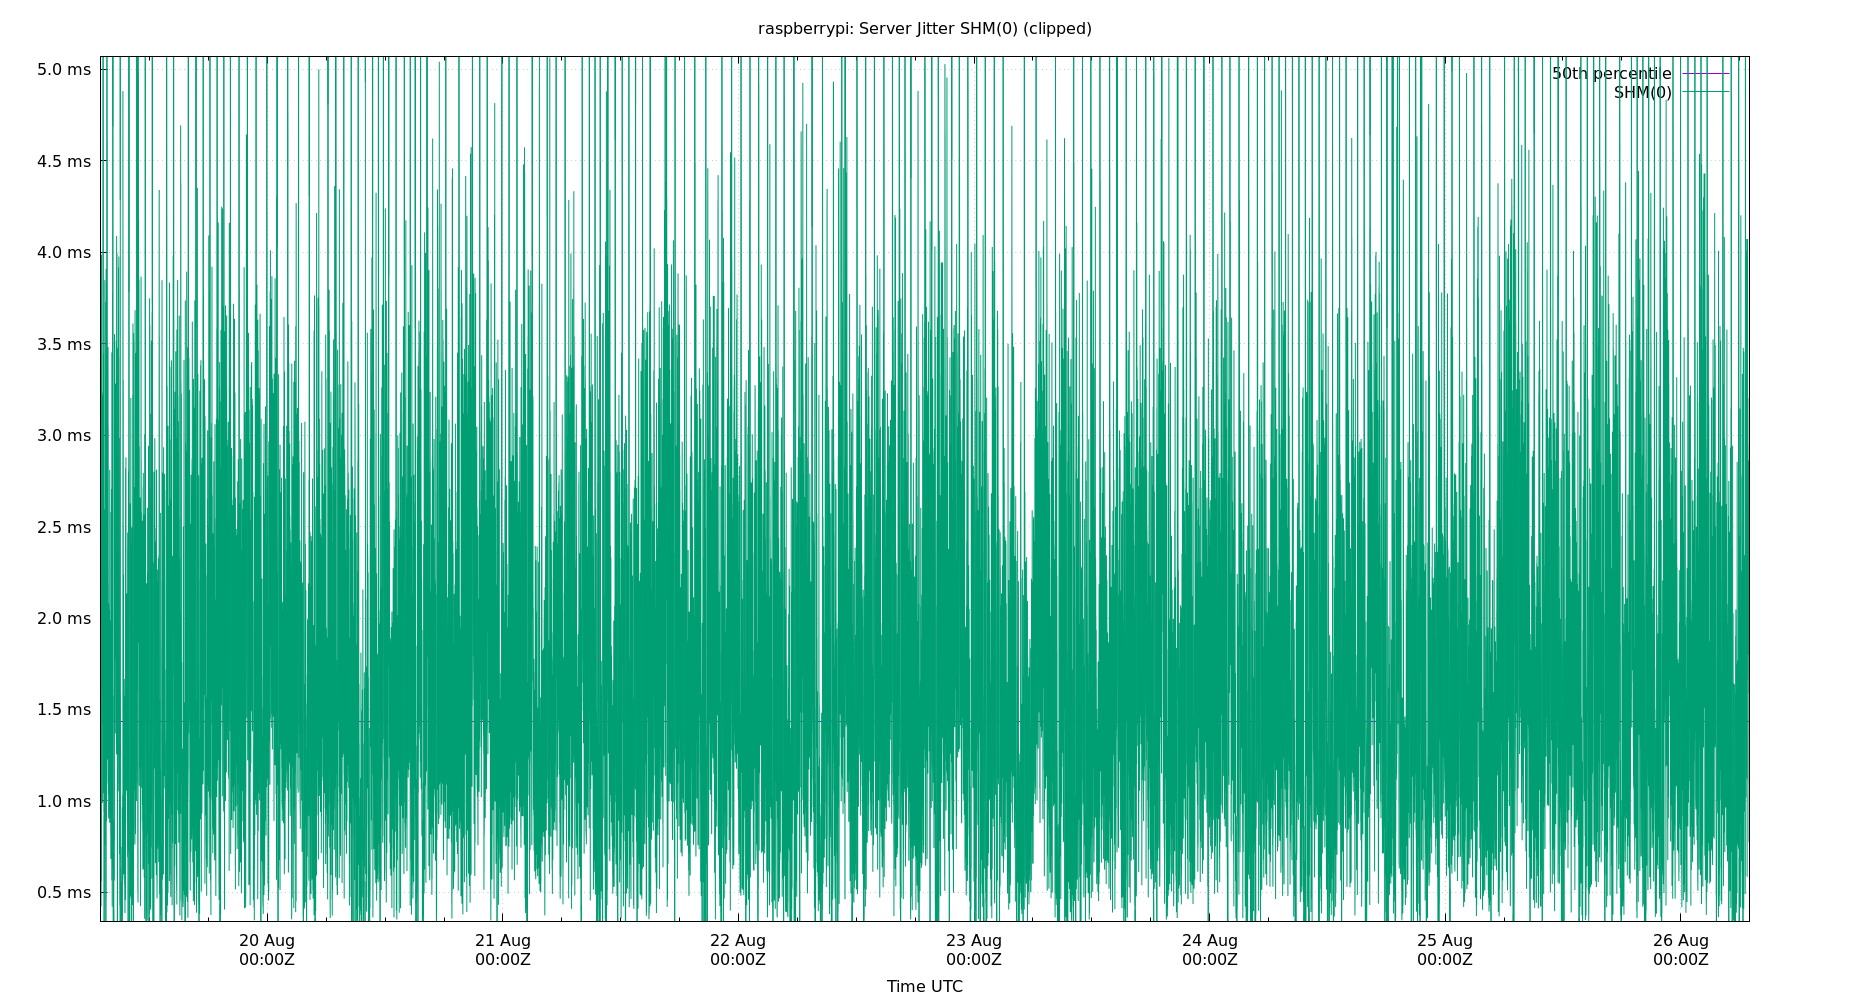 raspberrypi: Server Jitter SHM(0) (clipped)
5.0 ms
50th percentile
SHM(0)
4.5 ms
4.0 ms
3.5 ms
3.0 ms
2.5 ms
2.0 ms
1.5 ms
1.0 ms
0.5 ms
20 Aug 21 Aug 22 Aug 23 Aug 24 Aug 25 Aug 26 Aug
00:00Z 00:00Z 00:00Z 00:00Z 00:00Z 00:00Z 00:00Z
Time UTC